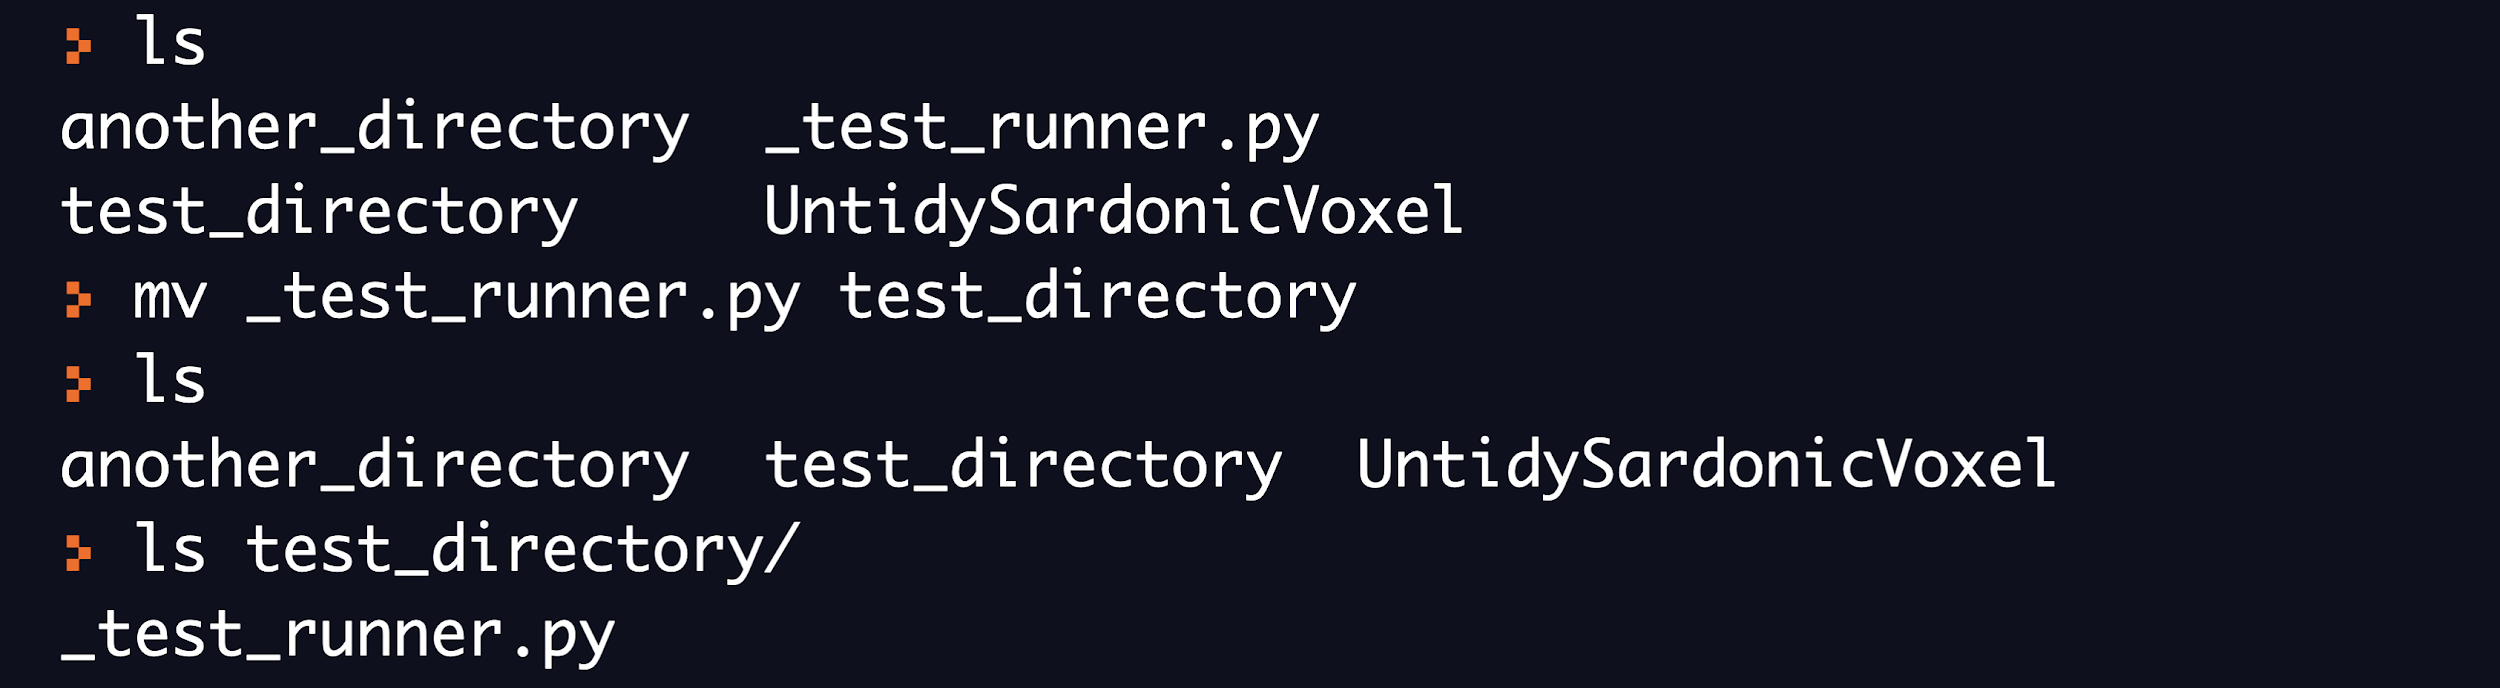 > ls
another_directory  _test_runner.py
test_directory     UntidySardonicVoxel
> mv _test_runner.py test_directory
> ls
another_directory  test_directory  UntidySardonicVoxel
> ls test_directory/
_test_runner.py